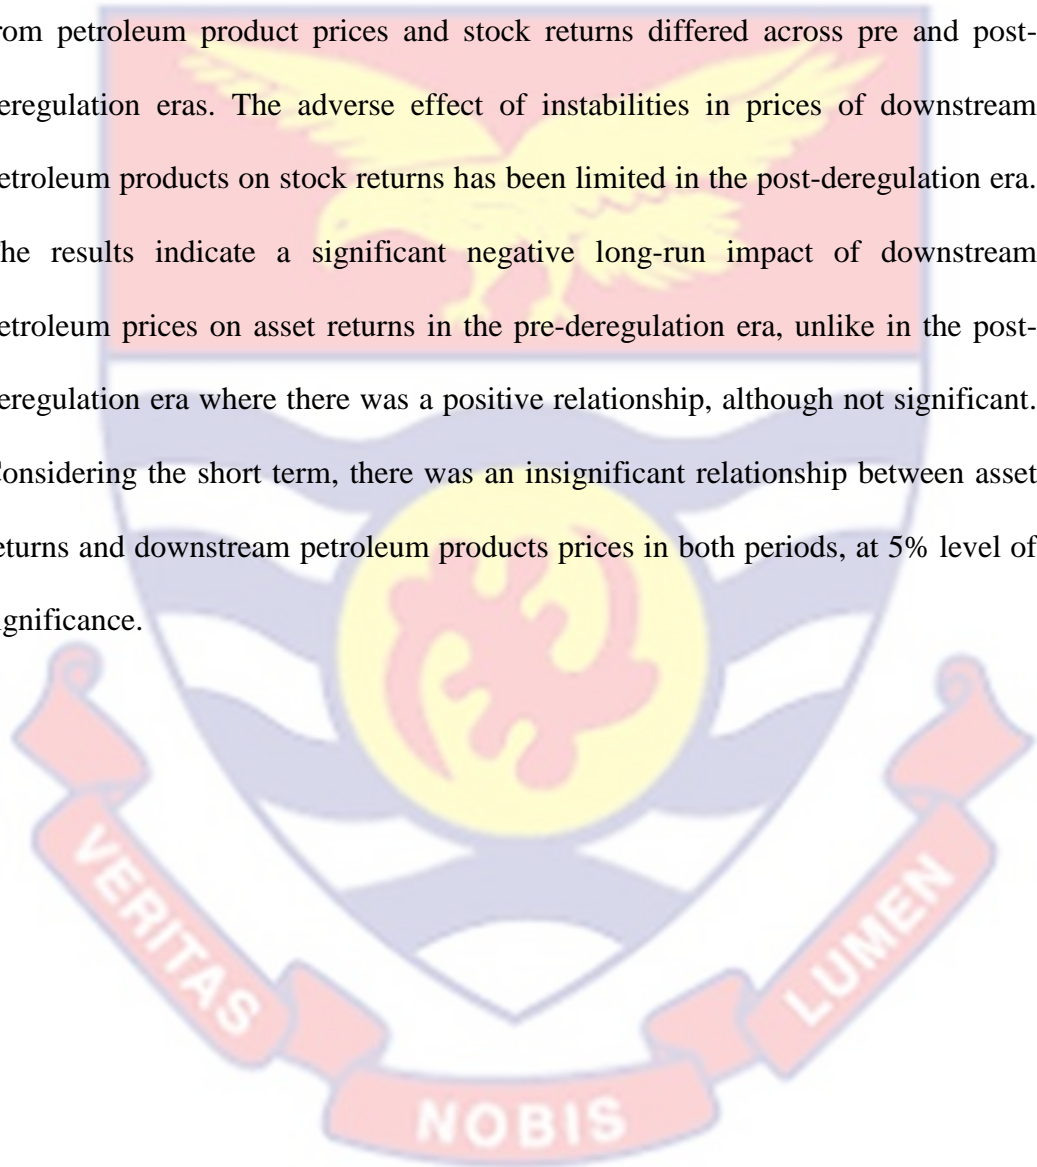 rom petroleum product prices and stock returns differed across pre and post-
eregulation eras. The adverse effect of instabilities in prices of downstream
etroleum products on stock returns has been limited in the post-deregulation era.
he results indicate a significant negative long-run impact of downstream
etroleum prices on asset returns in the pre-deregulation era, unlike in the post-
eregulation era where there was a positive relationship, although not significant.
onsidering the short term, there was an insignificant relationship between asset
eturns and downstream petroleum products prices in both periods, at 5% level of
ignificance.
VERITAS
NOBIS
LUMEN